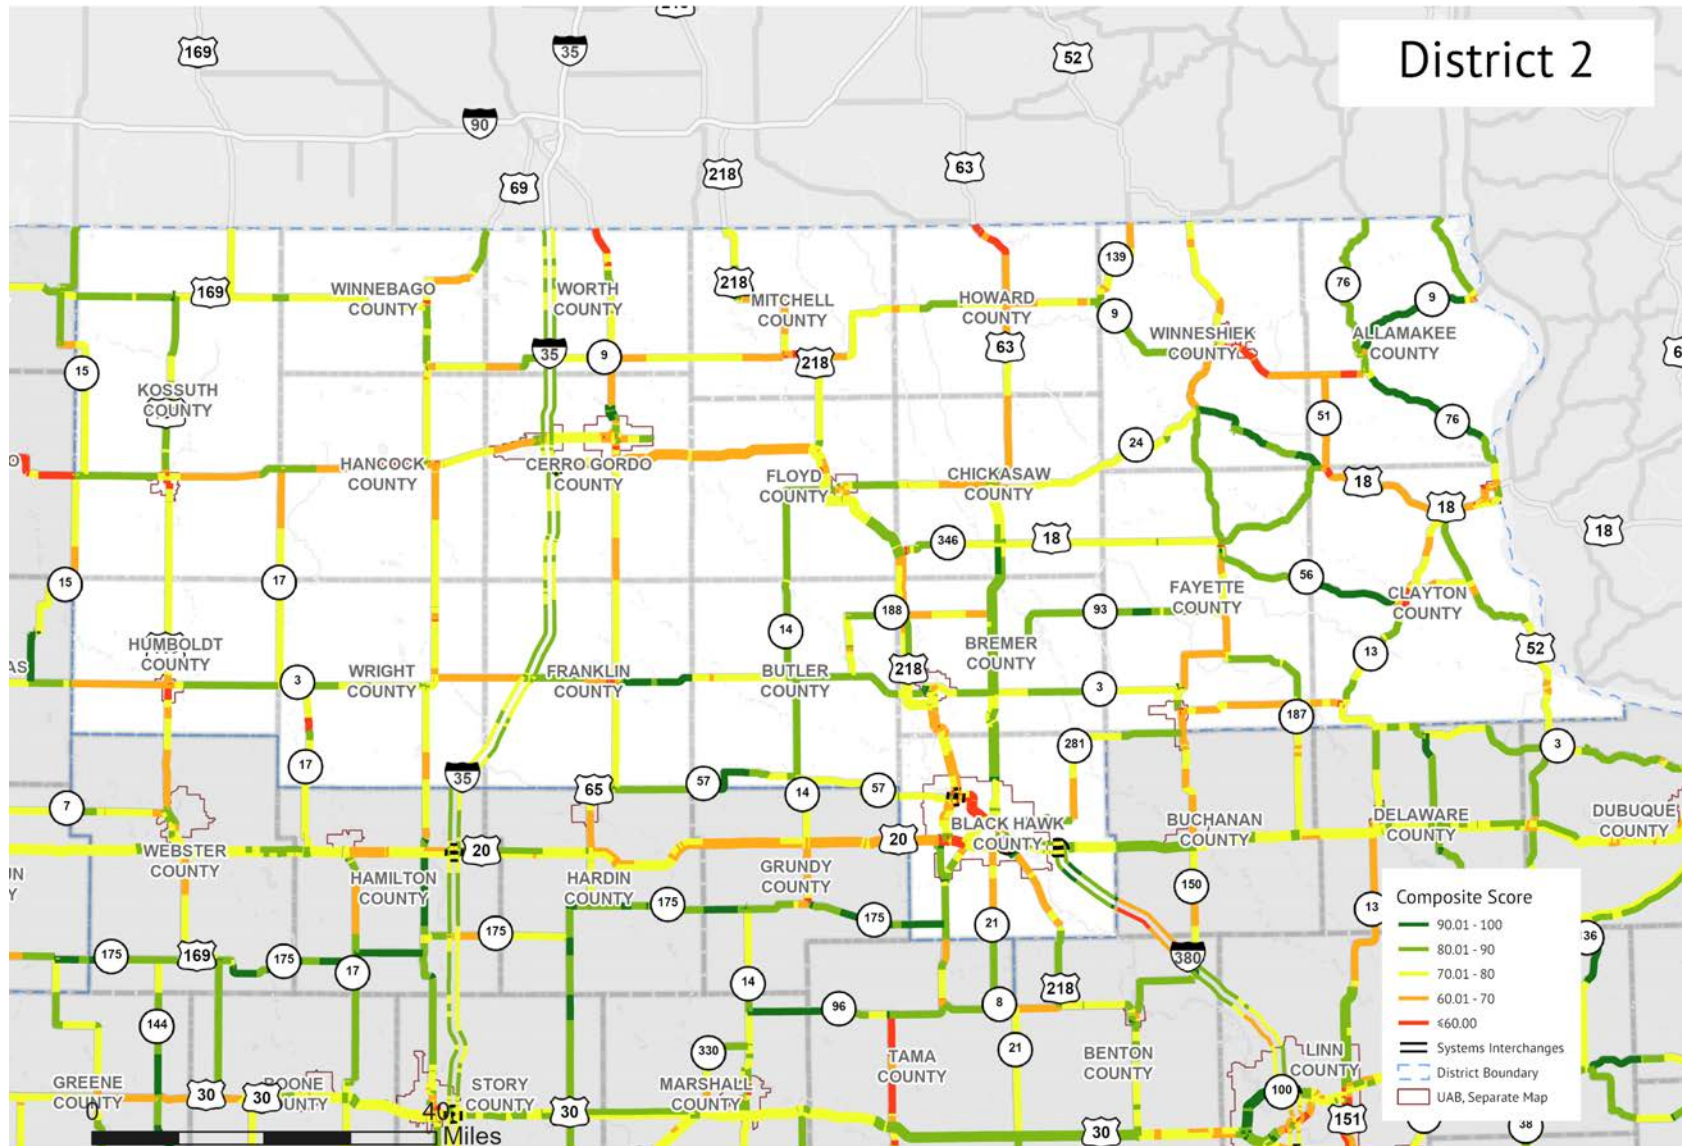 District 2
169
35
52
90
63
69
218
139
169
WINNEBAGO
COUNTY
WORTH
COUNTY
218
MITCHELL
COUNTY
HOWARD
COUNTY
76
9
9
WINNESHIEK
COUNTY
ALLAMAKEE
COUNTY
15
35
9
218
63
KOSSUTH
COUNTY
51
76
24
HANCOCK
COUNTY
CERRO GORDO
COUNTY
FLOYD
COUNTY
CHICKASAW
COUNTY
18
18
18
346
18
15
17
56
FAYETTE
COUNTY
CLAYTON
COUNTY
188
93
14
HUMBOLDT
COUNTY
BREMER
COUNTY
13
52
218
3
WRIGHT
COUNTY
FRANKLIN
COUNTY
BUTLER
COUNTY
3
187
281
3
17
35
65
57
14
57
7
BLACK HAWK
COUNTY
BUCHANAN
COUNTY
DELAWARE
COUNTY
DUBUQUE
COUNTY
WEBSTER
COUNTY
20
20
HAMILTON
COUNTY
HARDIN
COUNTY
GRUNDY
COUNTY
150
13
175
175
21
175
169
175
175
17
380
36
14
96
8
218
144
330
21
GREENE
COUNTY
30
30
BOONE
COUNTY
STORY
COUNTY
30
MARSHALL
COUNTY
TAMA
COUNTY
BENTON
COUNTY
LINN
COUNTY
100
30
151
38
Composite Score
90.01 - 100
80.01 - 90
70.01 - 80
60.01 - 70
≤60.00
Systems Interchanges
District Boundary
UAB, Separate Map
0
40
Miles